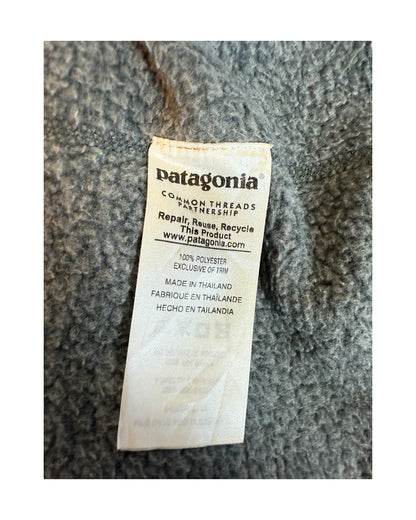 patagonia®
COMMON THREADS
PARTNERSHIP
Repair, Reuse, Recycle
This Product
www.patagonia.com
100% POLYESTER
EXCLUSIVE OF TRIM
MADE IN THAILAND
FABRIQUÉ EN THAÏLANDE
HECHO EN TAILANDIA